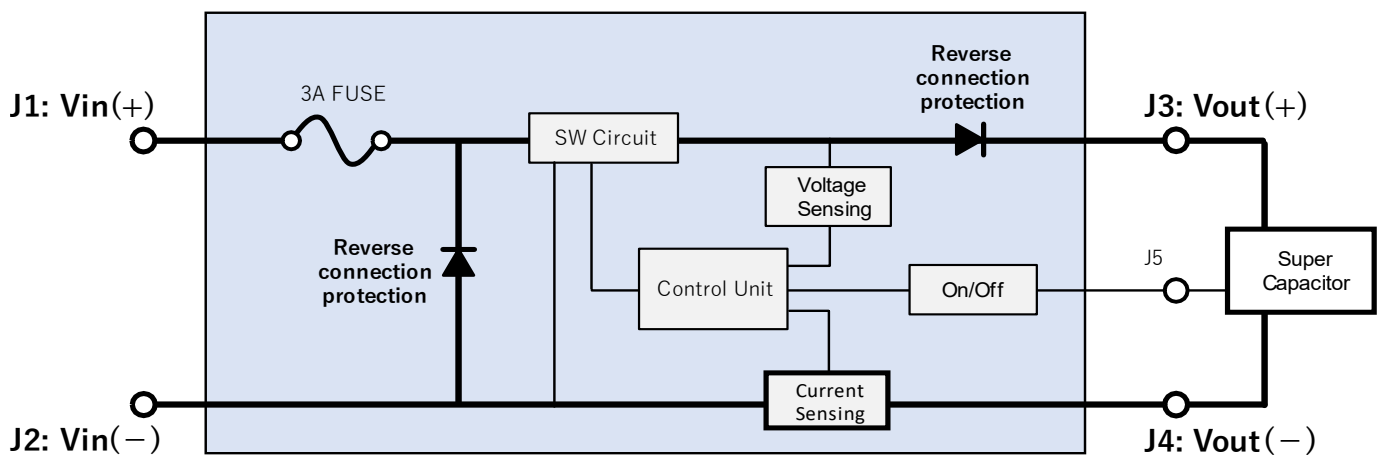 Reverse
connection
protection
J1: Vin(+)
3A FUSE
J3: Vout(+)
SW Circuit
Voltage
Sensing
Reverse
connection
protection
Control Unit
On/Off
J5
Super
Capacitor
Current
Sensing
J2: Vin(−)
J4: Vout(−)